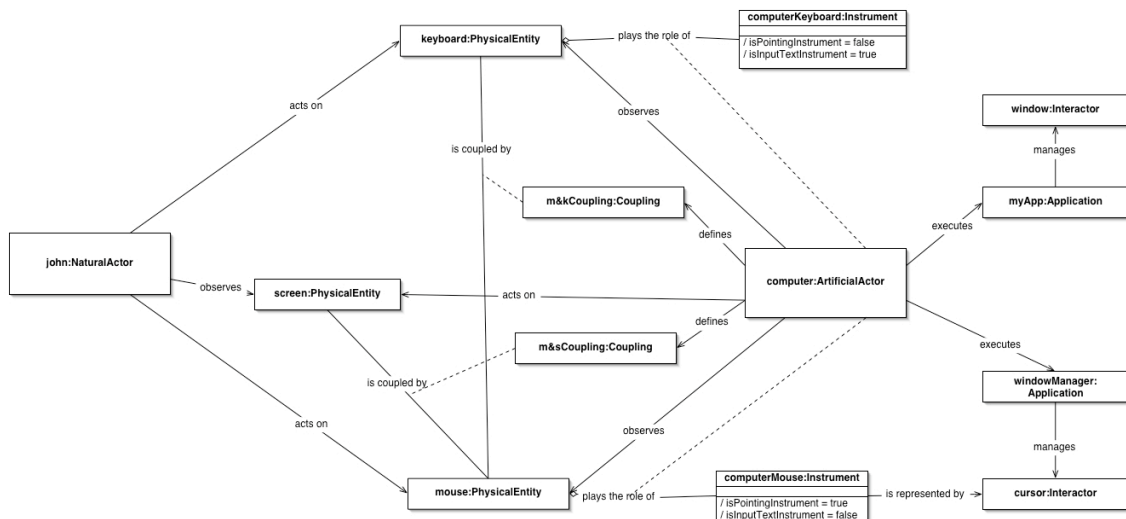 computerKeyboard:Instrument
/ isPointingInstrument = false
/ isInputTextInstrument = true
keyboard:PhysicalEntity
plays the role of
acts on
observes
window:Interactor
manages
is coupled by
m&kCoupling:Coupling
myApp:Application
executes
defines
john:NaturalActor
computer:ArtificialActor
observes
screen:PhysicalEntity
acts on
defines
m&sCoupling:Coupling
executes
is coupled by
windowManager:
Application
acts on
observes
manages
computerMouse:Instrument
mouse:PhysicalEntity
plays the role of
/ isPointingInstrument = true
/ isInputTextInstrument = false
is represented by
cursor:Interactor